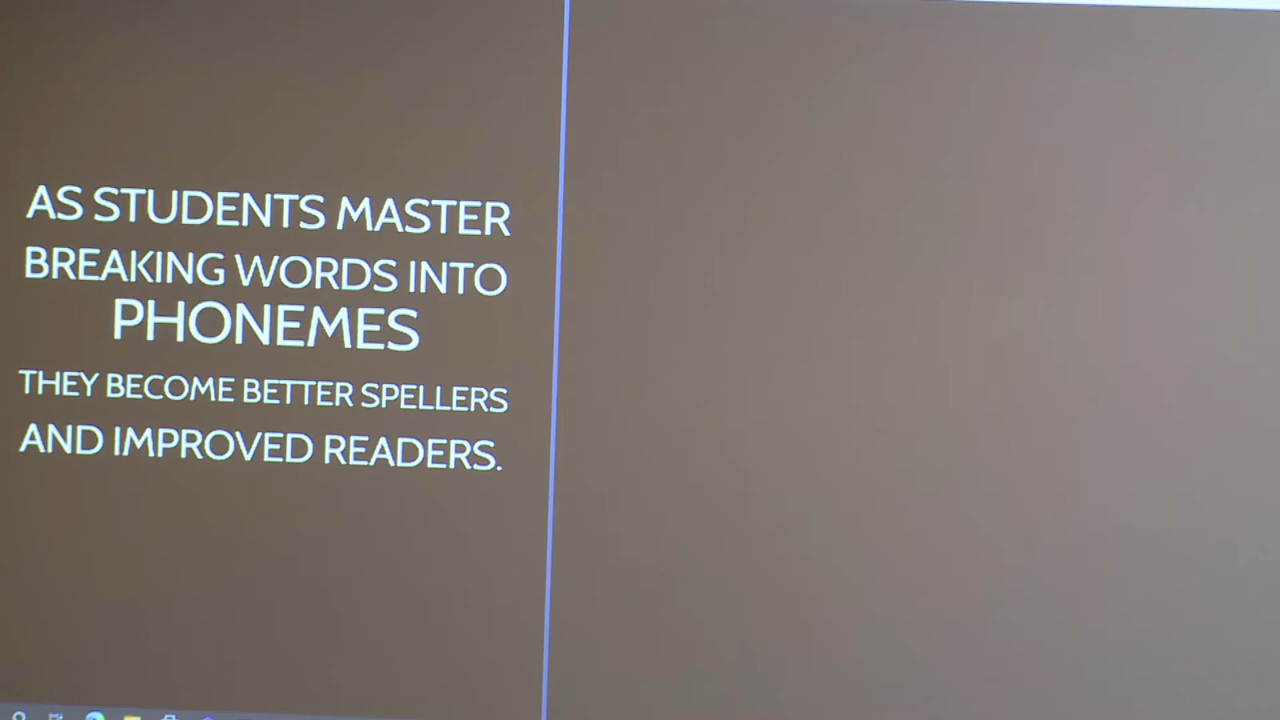 AS STUDENTS MASTER
BREAKING WORDS INTO
PHONEMES
THEY BECOME BETTER SPELLERS
AND IMPROVED READERS.